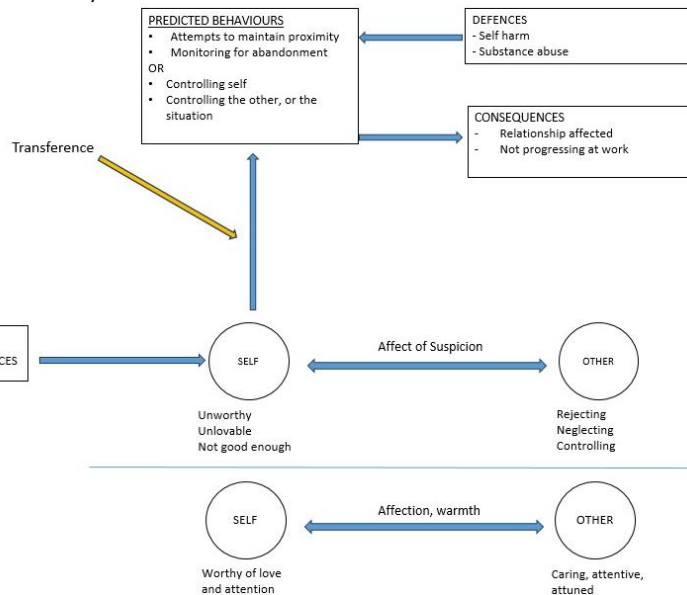 PREDICTED BEHAVIOURS
• Attempts to maintain proximity
• Monitoring for abandonment
OR
• Controlling self
• Controlling the other, or the
situation
DEFENCES
- Self harm
- Substance abuse
CONSEQUENCES
- Relationship affected
- Not progressing at work
Transference
CES
SELF
Affect of Suspicion
OTHER
Unworthy
Unlovable
Not good enough
Rejecting
Neglecting
Controlling
SELF
Affection, warmth
OTHER
Worthy of love
and attention
Caring, attentive,
attuned